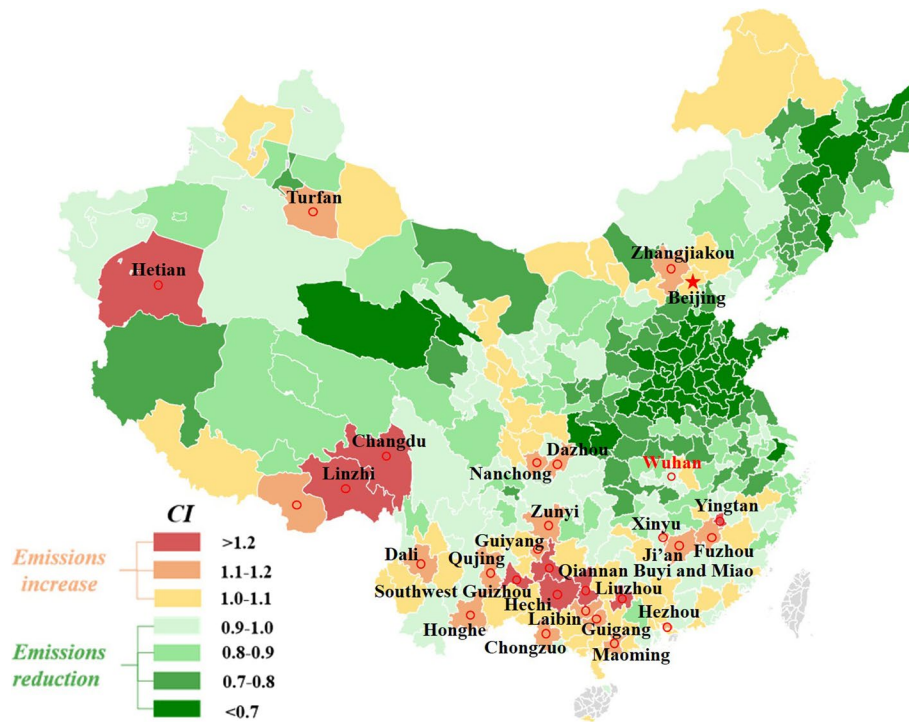 Turfan
Zhangjiakou
Hetian
Beijing
Changdu
Dazhou
Linzhi
Nanchong
Wuhan
Zunyi
Xinyu
Yingtan
Guiyang
Dali
Qujing
Ji'an
Fuzhou
Qiannan Buyi and Miao
Southwest Guizhou
Liuzhou
Hechi
Hezhou
Laibin
Honghe
Guigang
Chongzuo
Maoming
CI
Emissions
increase
>1.2
1.1-1.2
1.0-1.1
Emissions
reduction
0.9-1.0
0.8-0.9
0.7-0.8
<0.7